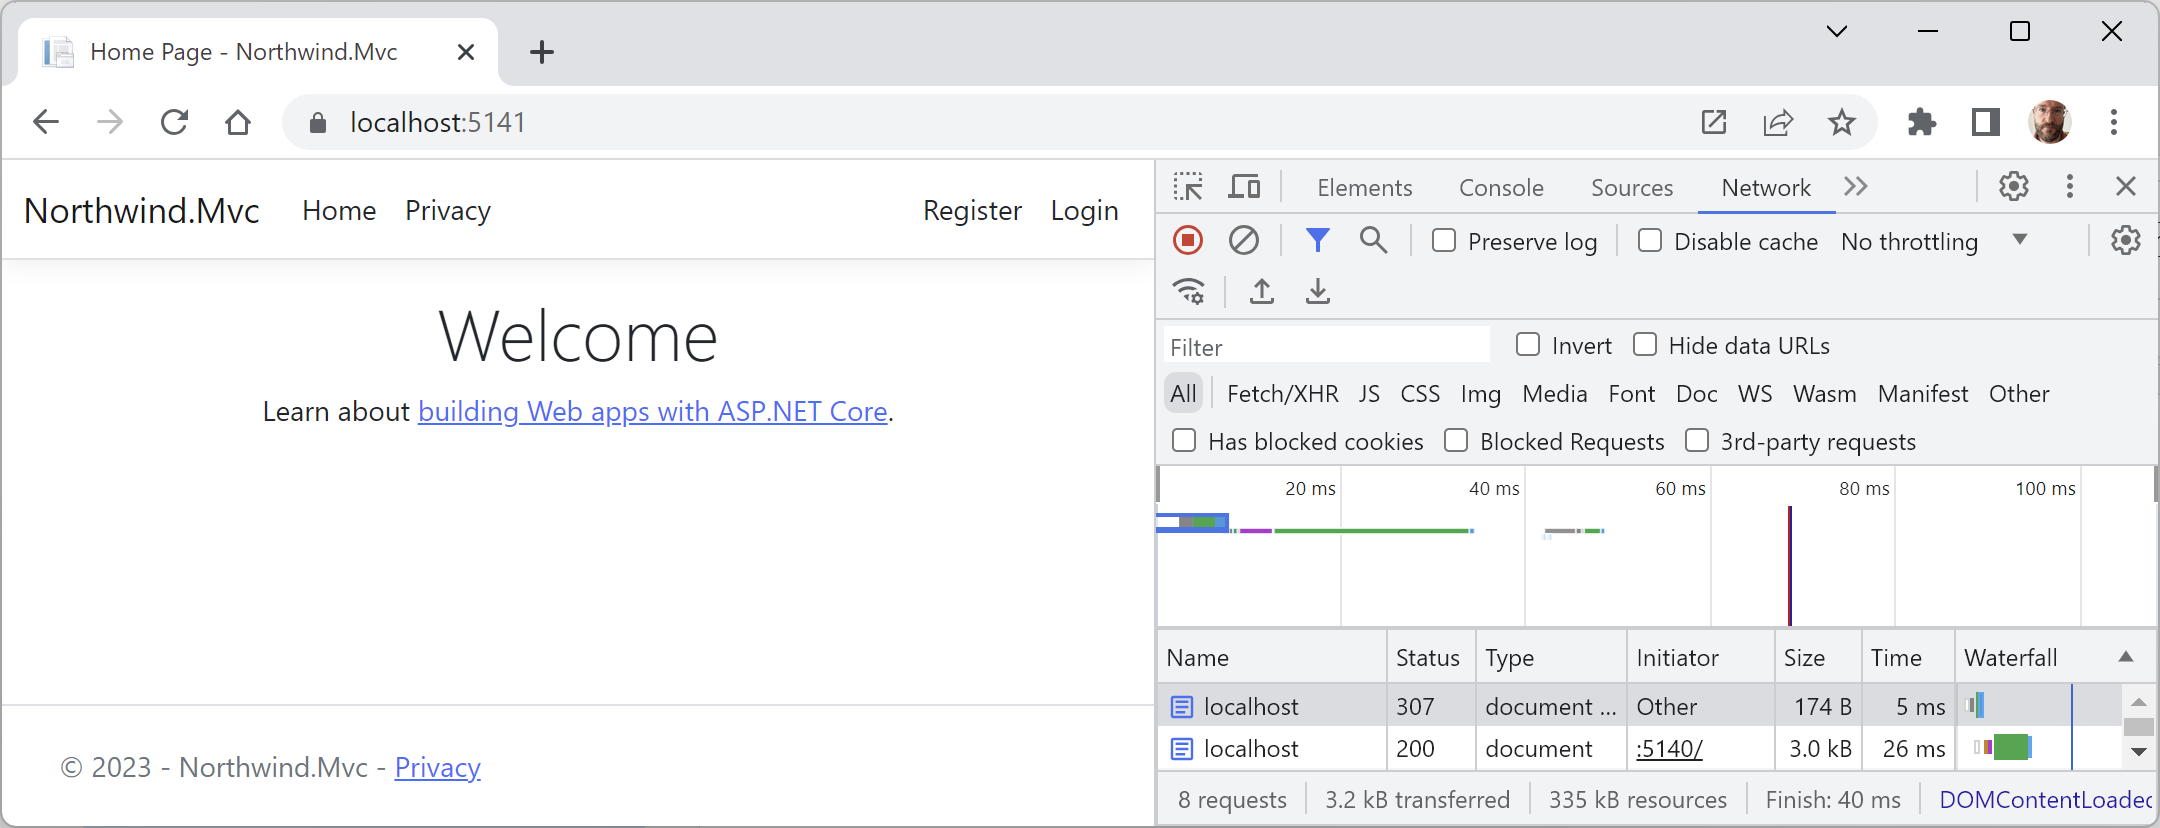 Home Page - Northwind.Mvc
localhost:5141
Northwind.Mvc Home Privacy Register Login
Welcome
Learn about building Web apps with ASP.NET Core.
© 2023 - Northwind.Mvc - Privacy
Elements Console Sources Network
Preserve log Disable cache No throttling
Filter Invert Hide data URLs
All Fetch/XHR JS CSS Img Media Font Doc WS Wasm Manifest Other
Has blocked cookies Blocked Requests 3rd-party requests
20 ms 40 ms 60 ms 80 ms 100 ms
Name Status Type Initiator Size Time Waterfall
localhost 307 document ... Other 174 B 5 ms
localhost 200 document :5140/ 3.0 kB 26 ms
8 requests 3.2 kB transferred 335 kB resources Finish: 40 ms DOMContentLoaded